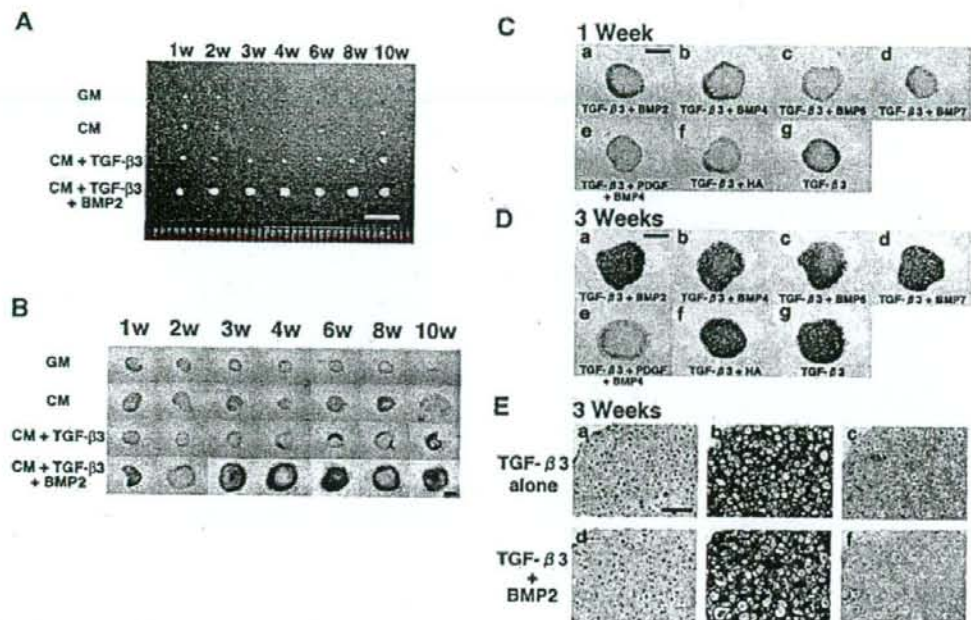 A
1w 2w 3w 4w 6w 8w 10w
GM
CM
CM + TGF-β3
CM + TGF-β3
+ BMP2
B
1w 2w 3w 4w 6w 8w 10w
GM
CM
CM + TGF-β3
CM + TGF-β3
+ BMP2
C 1 Week
a b c d
TGF-β3 + BMP2 TGF-β3 + BMP4 TGF-β3 + BMP6 TGF-β3 + BMP7
e f g
TGF-β3 + PDGF TGF-β3 + HA TGF-β3
+ BMP4
D 3 Weeks
a b c d
TGF-β3 + BMP2 TGF-β3 + BMP4 TGF-β3 + BMP6 TGF-β3 + BMP7
e f g
TGF-β3 + PDGF TGF-β3 + HA TGF-β3
+ BMP4
E 3 Weeks
a b c
TGF-β3
alone
d f
TGF-β3
+
BMP2